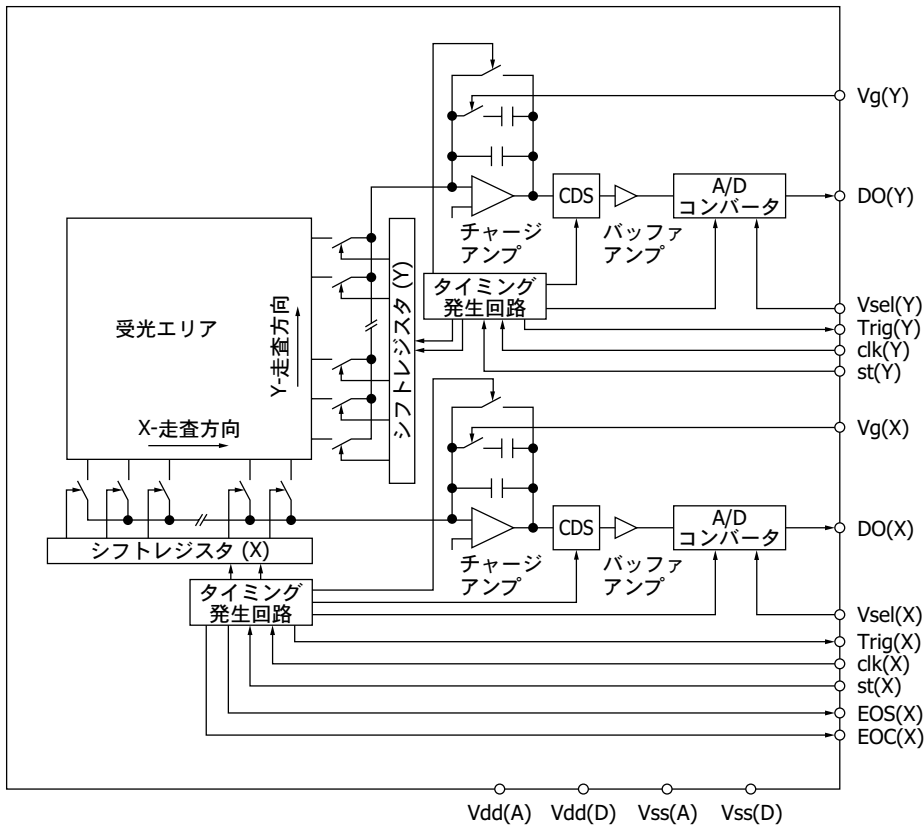 Vg(Y)
CDS
A/D
コンバータ
DO(Y)
チャージ
アンプ
バッファ
アンプ
タイミング
発生回路
シフトレジスタ (Y)
Vsel(Y)
Trig(Y)
clk(Y)
st(Y)
受光エリア
Y-走査方向
X-走査方向
Vg(X)
CDS
A/D
コンバータ
DO(X)
チャージ
アンプ
バッファ
アンプ
シフトレジスタ (X)
タイミング
発生回路
Vsel(X)
Trig(X)
clk(X)
st(X)
EOS(X)
EOC(X)
Vdd(A)
Vdd(D)
Vss(A)
Vss(D)